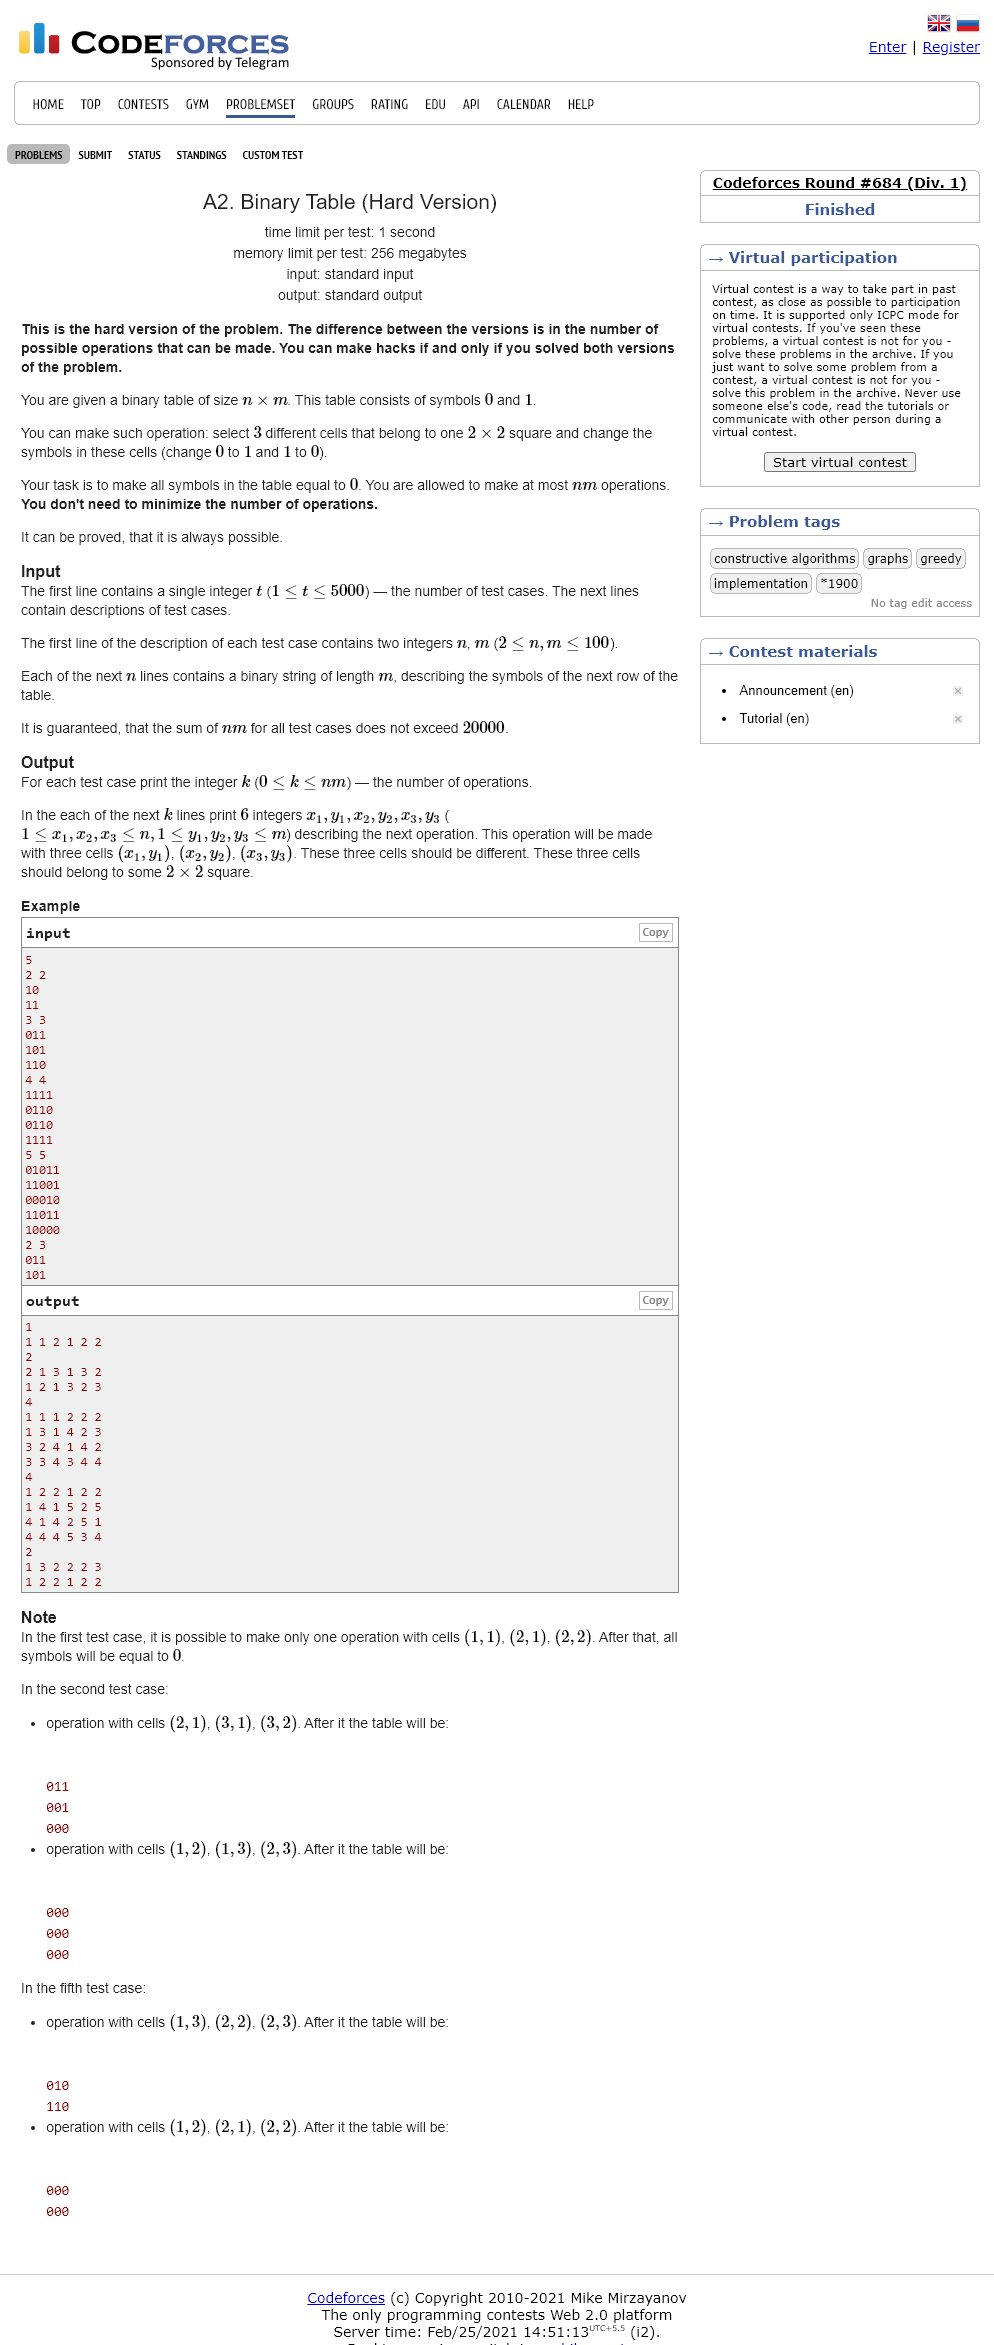 CODEFORCES
Sponsored by Telegram
Enter | Register
HOME TOP CONTESTS GYM PROBLEMSET GROUPS RATING EDU API CALENDAR HELP
PROBLEMS SUBMIT STATUS STANDINGS CUSTOM TEST
A2. Binary Table (Hard Version)
time limit per test: 1 second
memory limit per test: 256 megabytes
input: standard input
output: standard output
This is the hard version of the problem. The difference between the versions is in the number of
possible operations that can be made. You can make hacks if and only if you solved both versions
of the problem.
You are given a binary table of size n × m. This table consists of symbols 0 and 1.
You can make such operation: select 3 different cells that belong to one 2 × 2 square and change the
symbols in these cells (change 0 to 1 and 1 to 0).
Your task is to make all symbols in the table equal to 0. You are allowed to make at most nm operations.
You don't need to minimize the number of operations.
It can be proved, that it is always possible.
Input
The first line contains a single integer t (1 ≤ t ≤ 5000) — the number of test cases. The next lines
contain descriptions of test cases.
The first line of the description of each test case contains two integers n, m (2 ≤ n, m ≤ 100).
Each of the next n lines contains a binary string of length m, describing the symbols of the next row of the
table.
It is guaranteed, that the sum of nm for all test cases does not exceed 20000.
Output
For each test case print the integer k (0 ≤ k ≤ nm) — the number of operations.
In the each of the next k lines print 6 integers x1, y1, x2, y2, x3, y3 (
1 ≤ x1, x2, x3 ≤ n, 1 ≤ y1, y2, y3 ≤ m) describing the next operation. This operation will be made
with three cells (x1, y1), (x2, y2), (x3, y3). These three cells should be different. These three cells
should belong to some 2 × 2 square.
Example
input Copy
5
2 2
10
11
3 3
011
101
110
4 4
1111
0110
0110
1111
5 5
01011
11001
00010
11011
10000
2 3
011
101
output Copy
1
1 1 2 1 2 2
2
2 1 3 1 3 2
1 2 1 3 2 3
4
1 1 1 2 2 2
1 3 1 4 2 3
3 2 4 1 4 2
3 3 4 3 4 4
4
1 2 2 1 2 2
1 4 1 5 2 5
4 1 4 2 5 1
4 4 4 5 3 4
2
1 3 2 2 2 3
1 2 2 1 2 2
Note
In the first test case, it is possible to make only one operation with cells (1, 1), (2, 1), (2, 2). After that, all
symbols will be equal to 0.
In the second test case:
• operation with cells (2, 1), (3, 1), (3, 2). After it the table will be:
011
001
000
• operation with cells (1, 2), (1, 3), (2, 3). After it the table will be:
000
000
000
In the fifth test case:
• operation with cells (1, 3), (2, 2), (2, 3). After it the table will be:
010
110
• operation with cells (1, 2), (2, 1), (2, 2). After it the table will be:
000
000
Codeforces Round #684 (Div. 1)
Finished
→ Virtual participation
Virtual contest is a way to take part in past
contest, as close as possible to participation
on time. It is supported only ICPC mode for
virtual contests. If you've seen these
problems, a virtual contest is not for you -
solve these problems in the archive. If you
just want to solve some problem from a
contest, a virtual contest is not for you -
solve this problem in the archive. Never use
someone else's code, read the tutorials or
communicate with other person during a
virtual contest.
Start virtual contest
→ Problem tags
constructive algorithms graphs greedy
implementation *1900
No tag edit access
→ Contest materials
• Announcement (en)
• Tutorial (en)
Codeforces (c) Copyright 2010-2021 Mike Mirzayanov
The only programming contests Web 2.0 platform
Server time: Feb/25/2021 14:51:13 UTC+5.5 (i2).